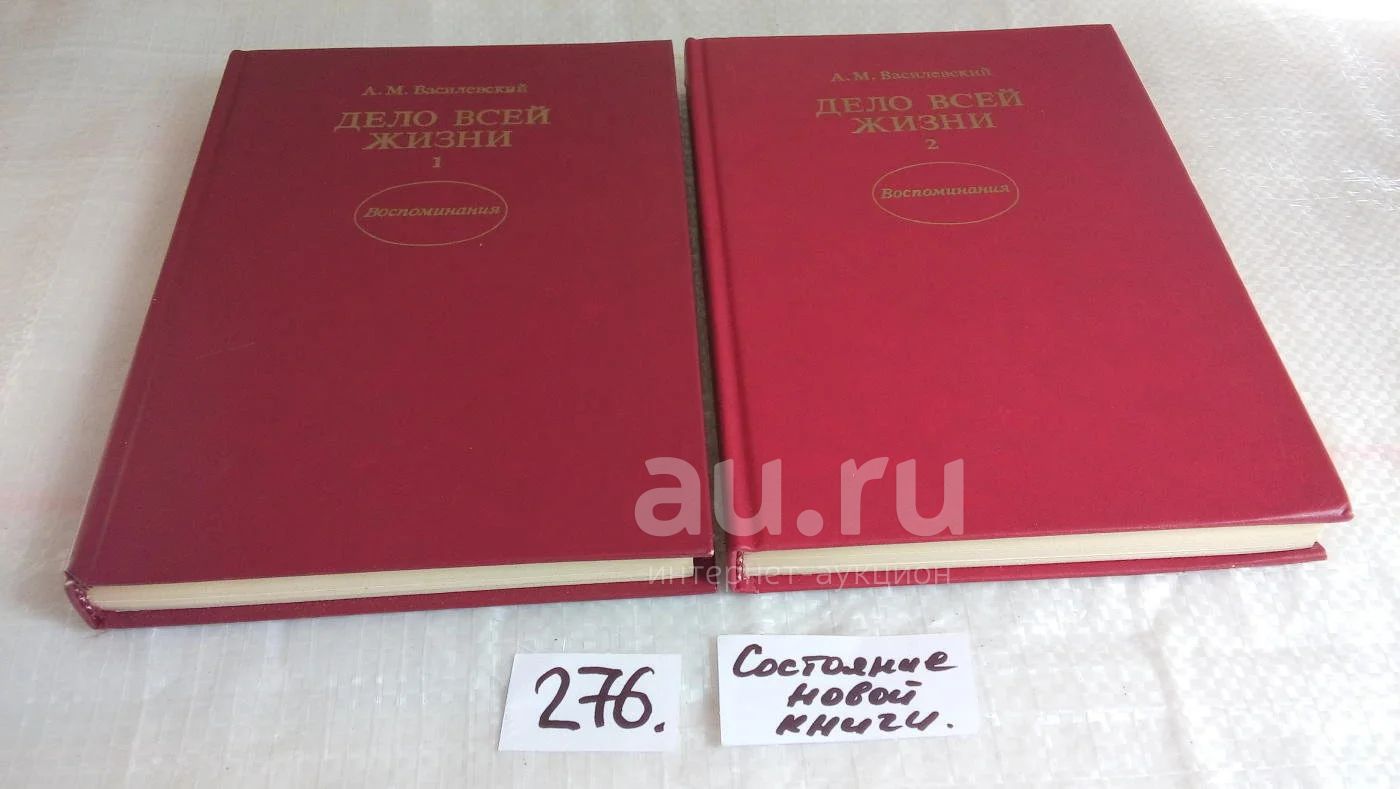 А. М. Василевский
ДЕЛО ВСЕЙ
ЖИЗНИ
1
Воспоминания
А. М. Василевский
ДЕЛО ВСЕЙ
ЖИЗНИ
2
Воспоминания
au.ru
интернет аукцион
276.
Состояние
новой
книги.